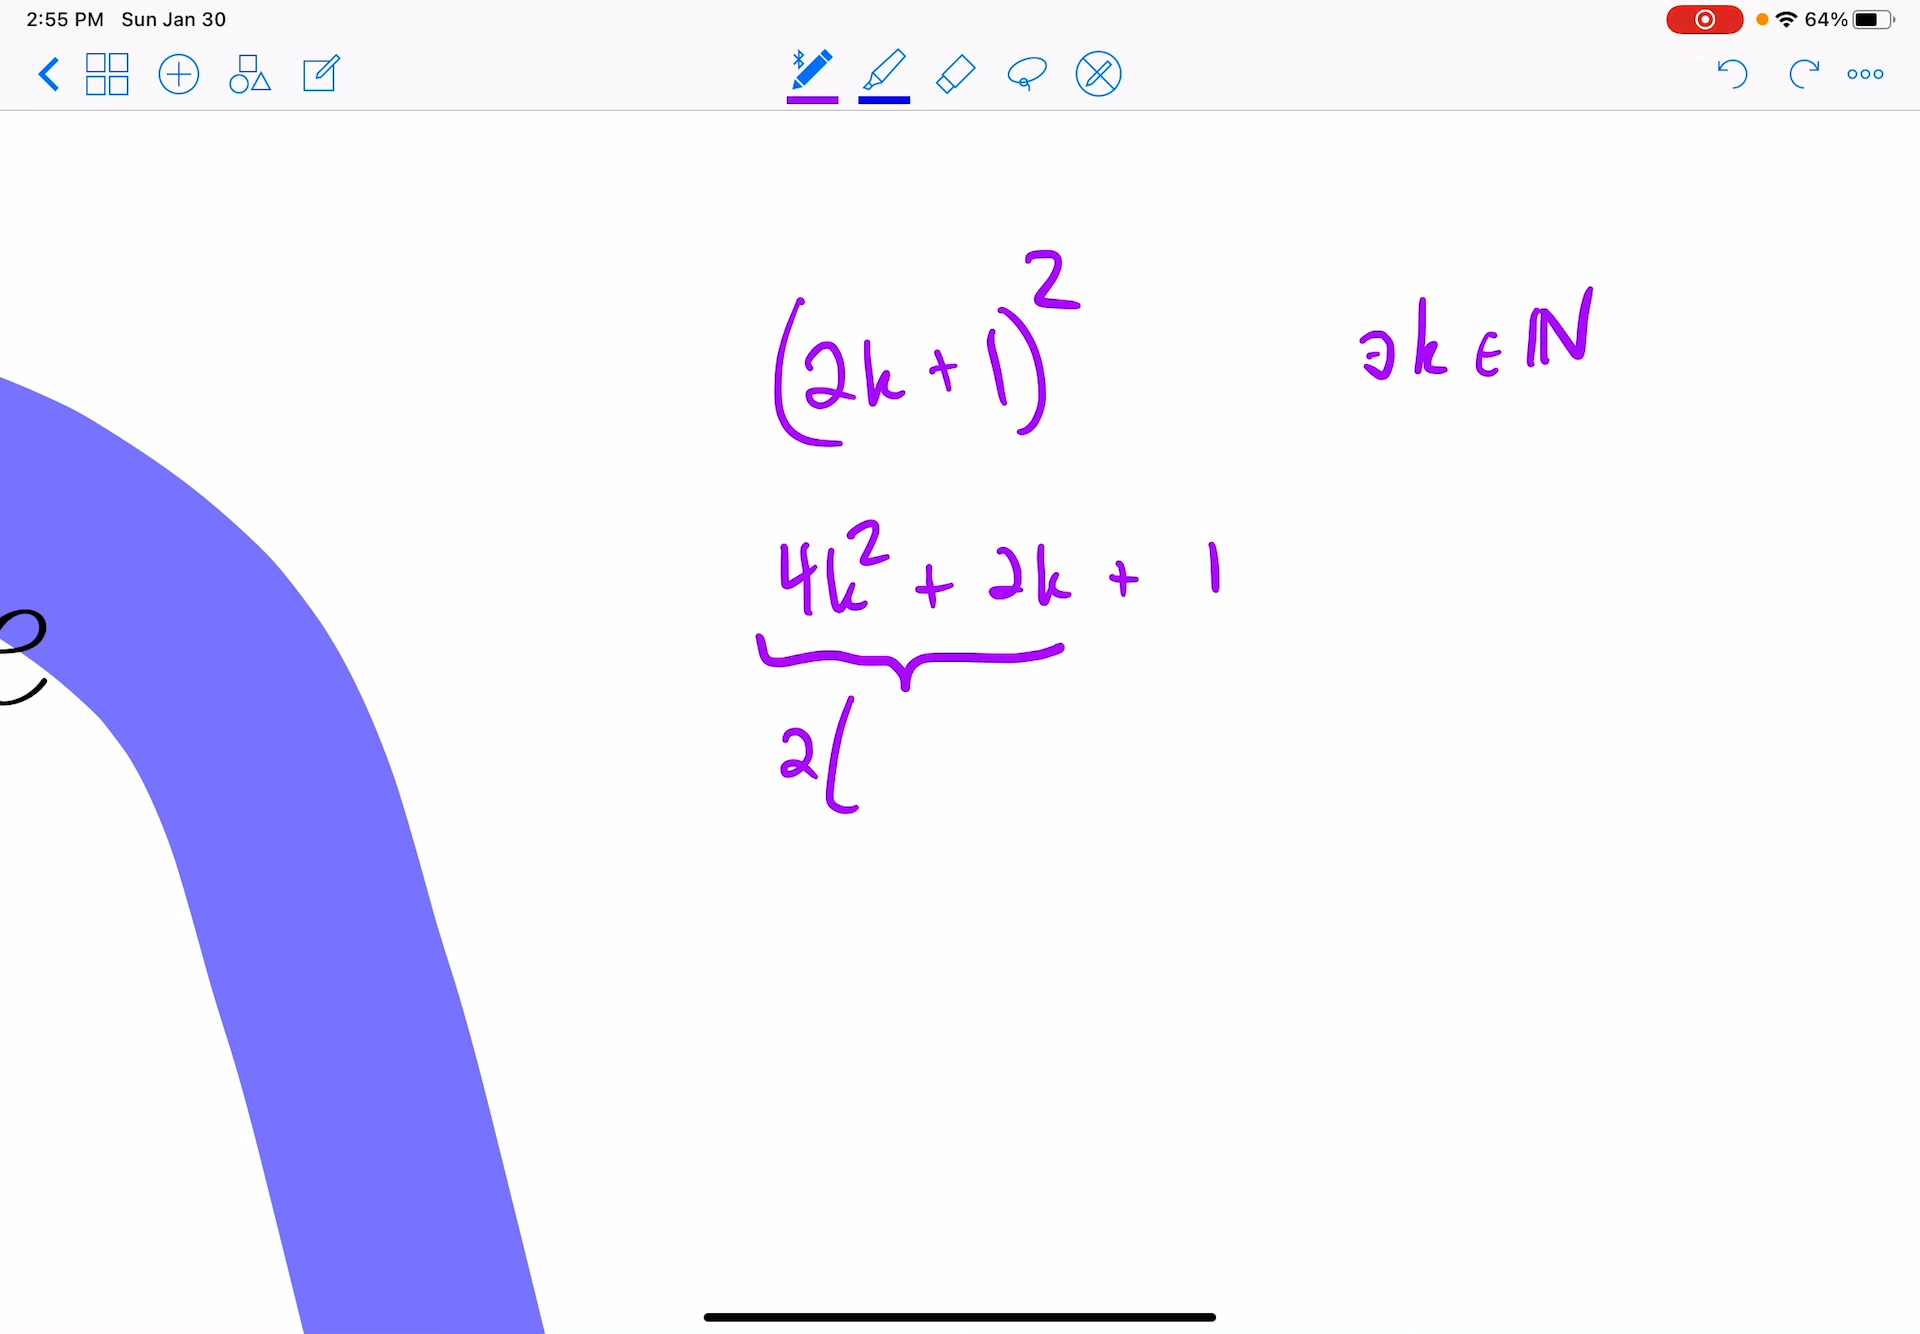 2:55 PM Sun Jan 30
64%
(2k+1)² ∃k∈ℕ
4k² + 2k + 1
2(
e